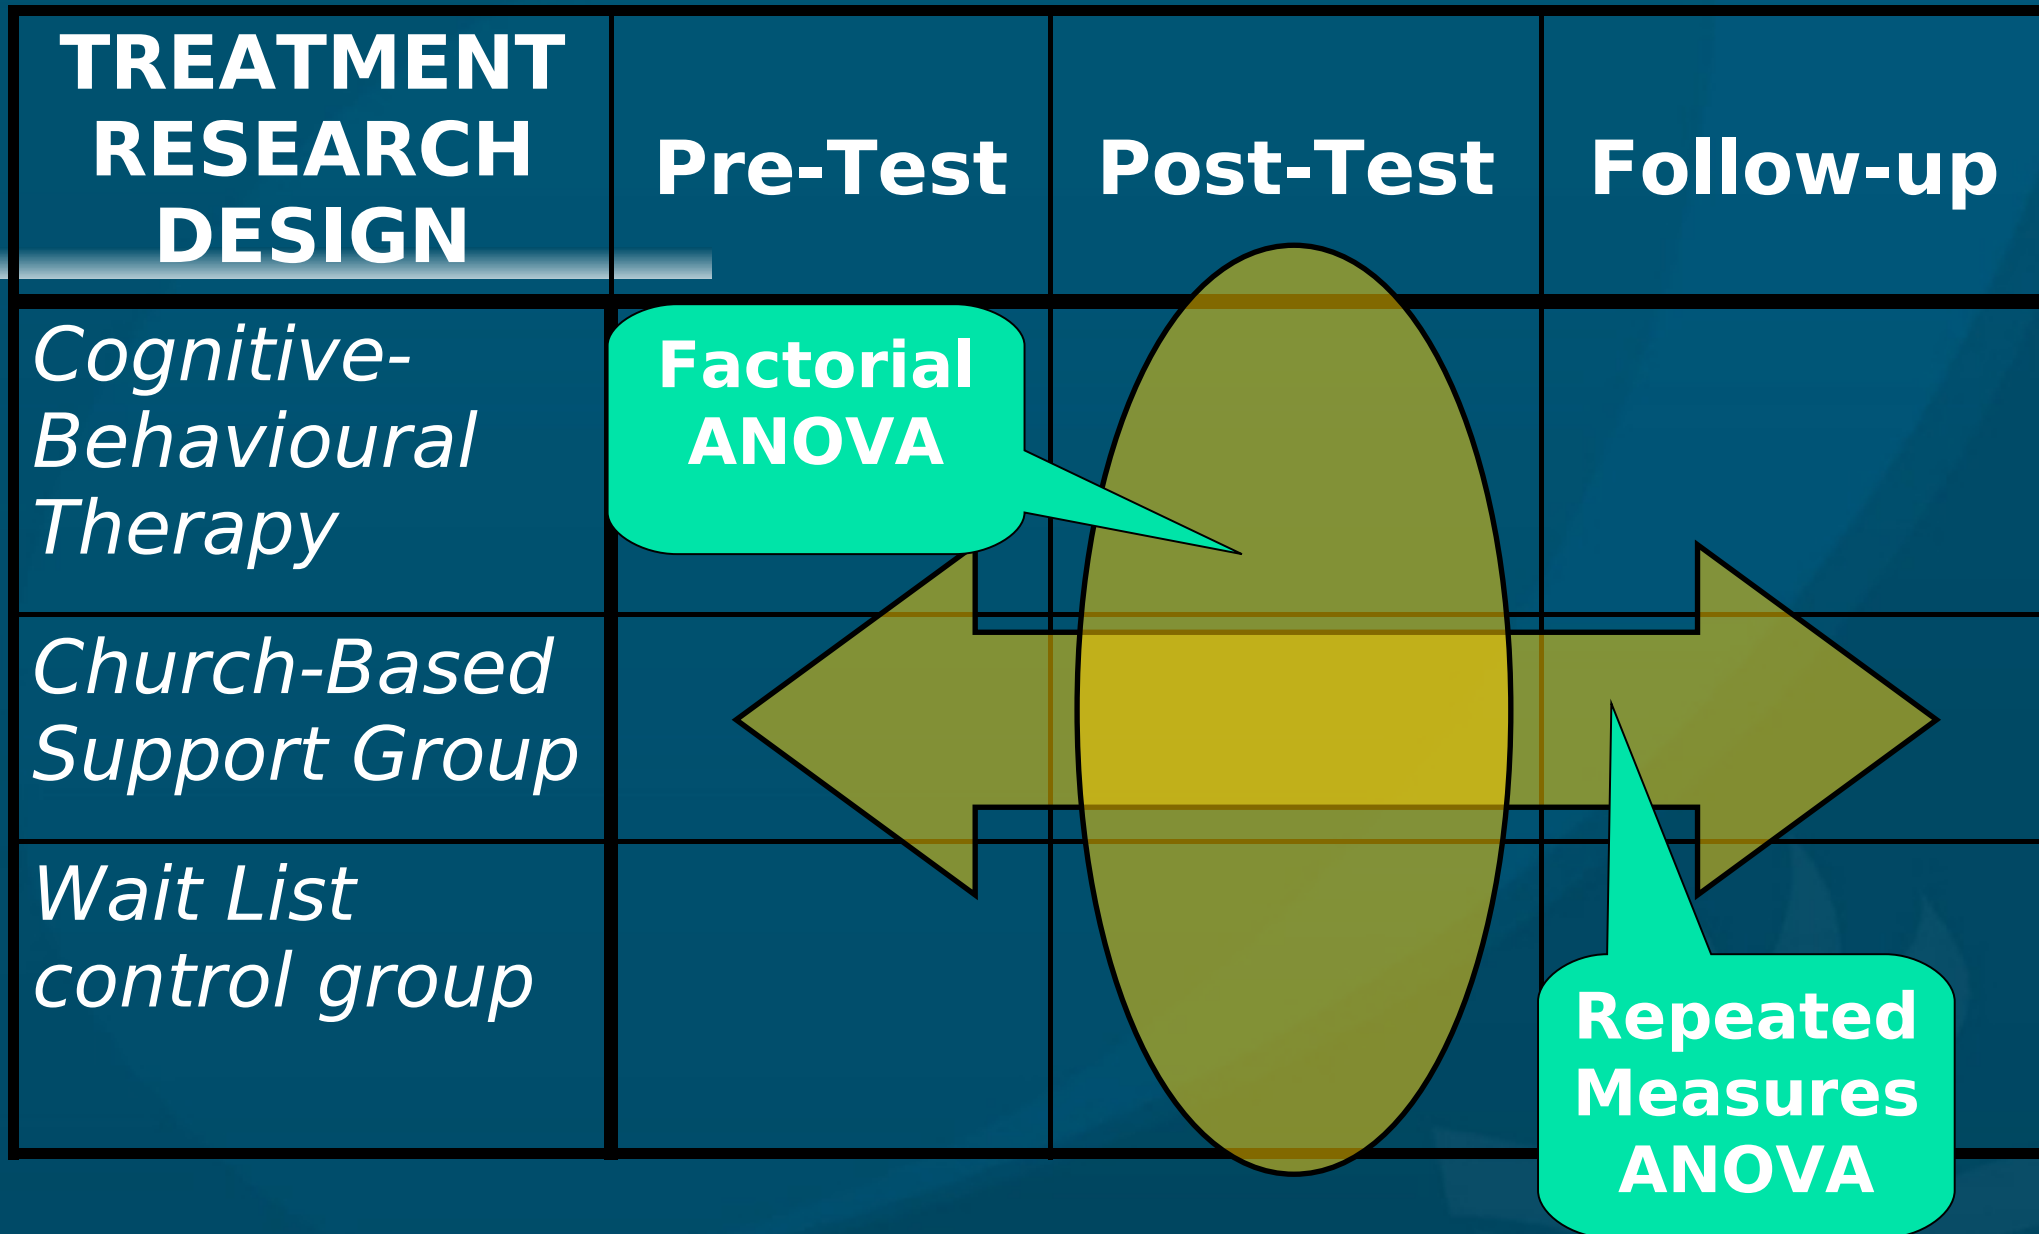 TREATMENT
RESEARCH
DESIGN
Pre-Test
Post-Test
Follow-up
Cognitive-
Behavioural
Therapy
Factorial
ANOVA
Church-Based
Support Group
Wait List
control group
Repeated
Measures
ANOVA